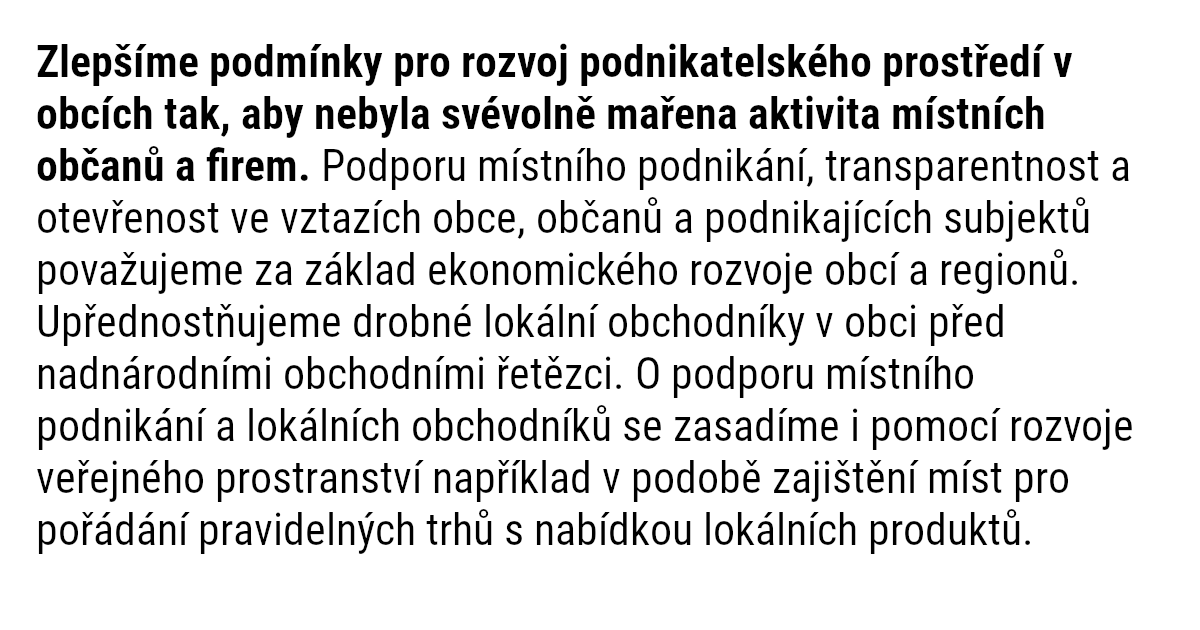 Zlepšíme podmínky pro rozvoj podnikatelského prostředí v
obcích tak, aby nebyla svévolně mařena aktivita místních
občanů a firem. Podporu místního podnikání, transparentnost a
otevřenost ve vztazích obce, občanů a podnikajících subjektů
považujeme za základ ekonomického rozvoje obcí a regionů.
Upřednostňujeme drobné lokální obchodníky v obci před
nadnárodními obchodními řetězci. O podporu místního
podnikání a lokálních obchodníků se zasadíme i pomocí rozvoje
veřejného prostranství například v podobě zajištění míst pro
pořádání pravidelných trhů s nabídkou lokálních produktů.